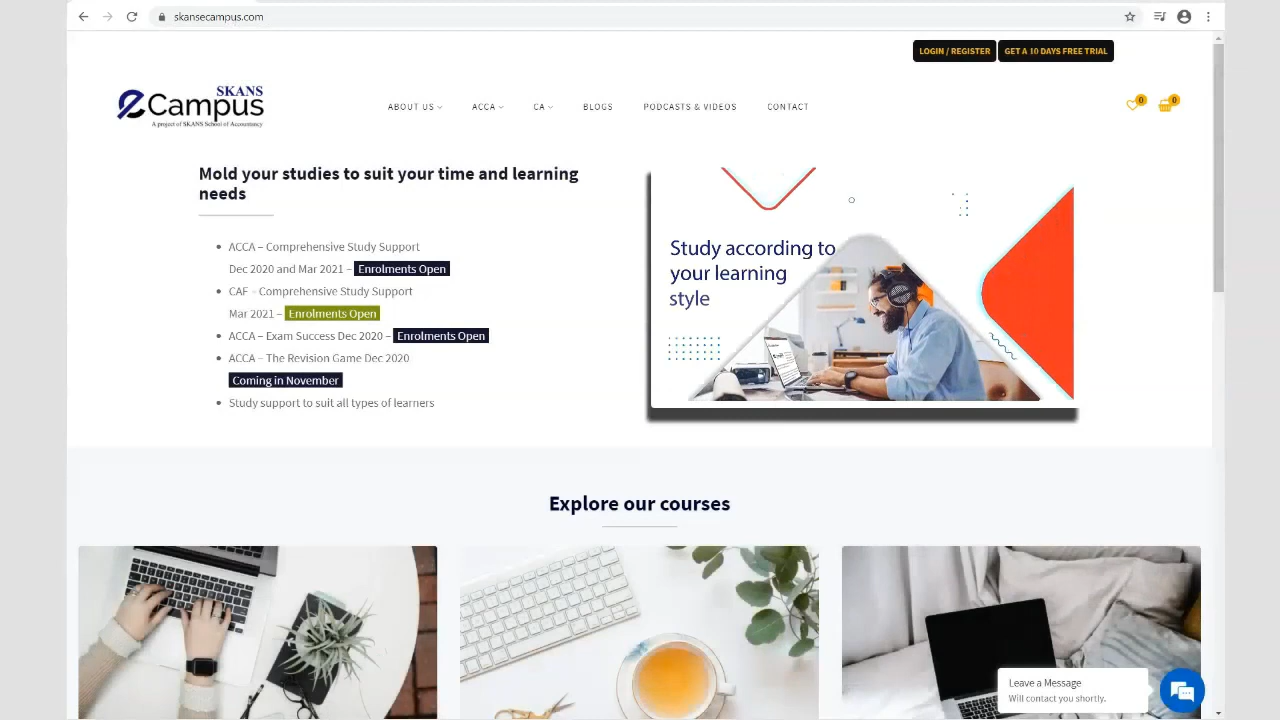 skansecampus.com
LOGIN / REGISTER
GET A 10 DAYS FREE TRIAL
SKANS
eCampus
A project of SKANS School of Accountancy
ABOUT US
ACCA
CA
BLOGS
PODCASTS & VIDEOS
CONTACT
0
0
Mold your studies to suit your time and learning
needs
ACCA – Comprehensive Study Support
Dec 2020 and Mar 2021 – Enrolments Open
CAF – Comprehensive Study Support
Mar 2021 – Enrolments Open
ACCA – Exam Success Dec 2020 – Enrolments Open
ACCA – The Revision Game Dec 2020
Coming in November
Study support to suit all types of learners
Study according to
your learning
style
Explore our courses
Leave a Message
Will contact you shortly.